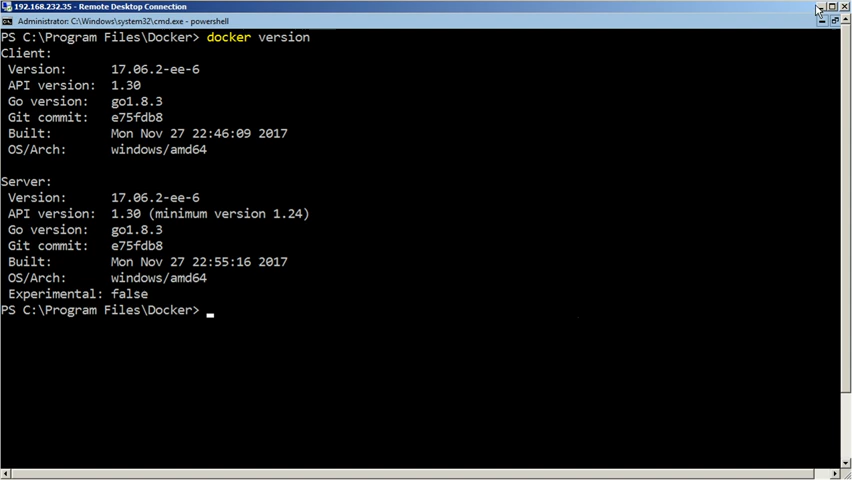 192.168.232.35 - Remote Desktop Connection
Administrator: C:\Windows\system32\cmd.exe - powershell
PS C:\Program Files\Docker> docker version
Client:
Version: 17.06.2-ee-6
API version: 1.30
Go version: go1.8.3
Git commit: e75fdb8
Built: Mon Nov 27 22:46:09 2017
OS/Arch: windows/amd64
Server:
Version: 17.06.2-ee-6
API version: 1.30 (minimum version 1.24)
Go version: go1.8.3
Git commit: e75fdb8
Built: Mon Nov 27 22:55:16 2017
OS/Arch: windows/amd64
Experimental: false
PS C:\Program Files\Docker>